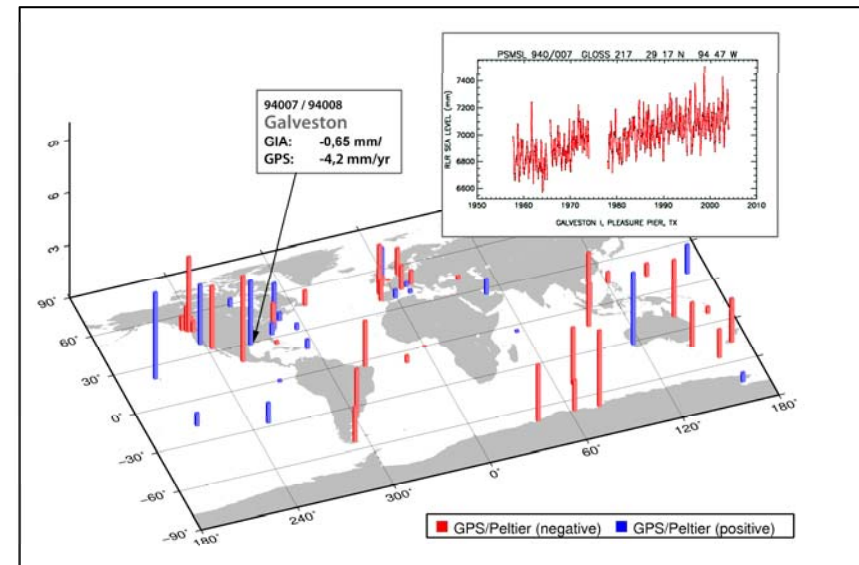 PSMSL 940/007 GLOSS 217 29 17 N 94 47 W
7400
7200
7000
6800
6600
RLR SEA LEVEL (mm)
1950 1960 1970 1980 1990 2000 2010
GALVESTON I, PLEASURE PIER, TX
94007 / 94008
Galveston
GIA: -0,65 mm/
GPS: -4,2 mm/yr
9
6
3
90°
60°
30°
0°
-30°
-60°
-90°
180°
240°
300°
0°
60°
120°
180°
GPS/Peltier (negative) GPS/Peltier (positive)